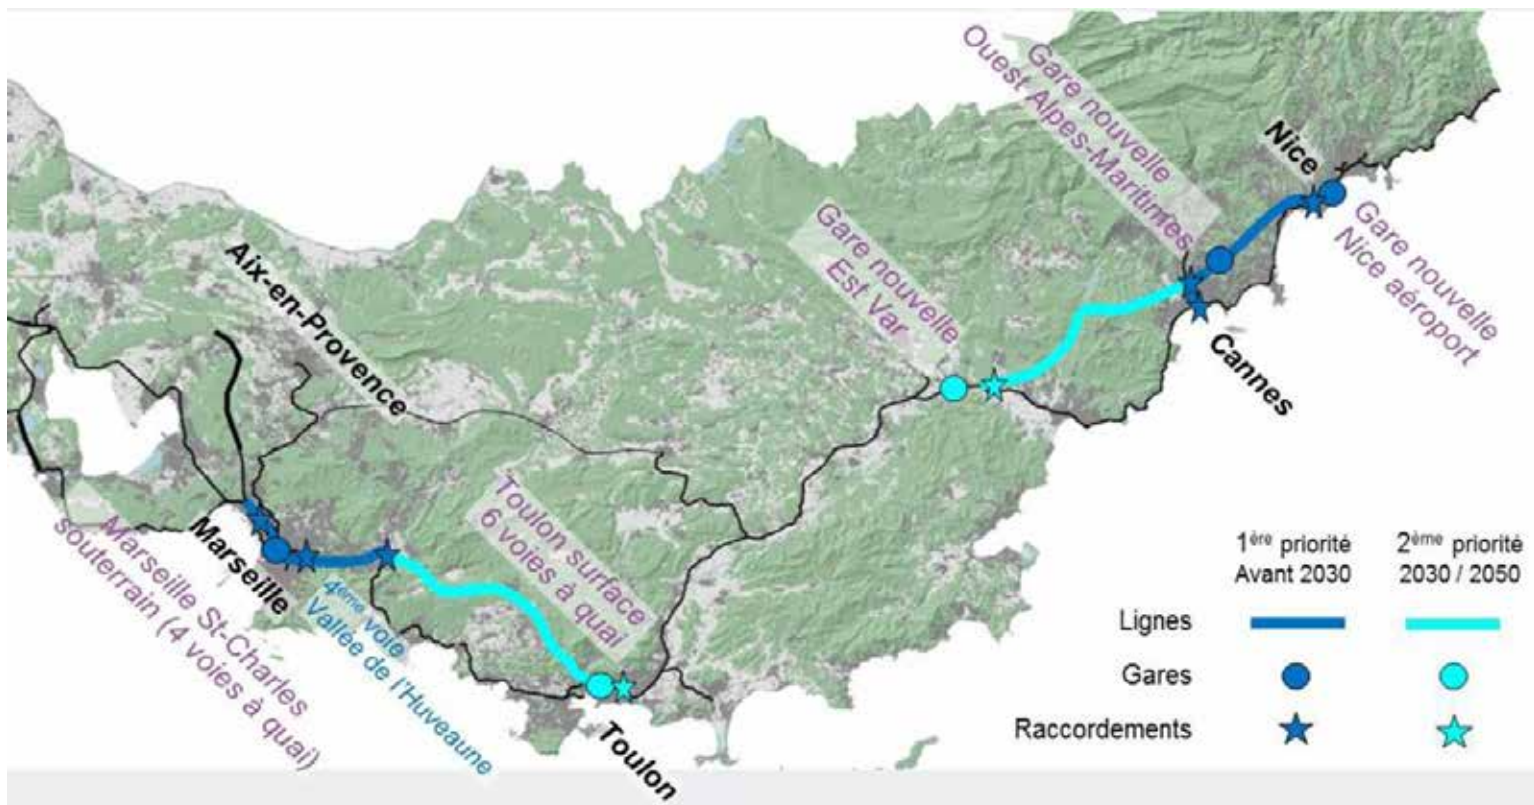 Gare nouvelle
Ouest Alpes-Maritimes
Nice
Gare nouvelle
Nice aéroport
Gare nouvelle
Est Var
Cannes
Aix-en-Provence
Toulon surface
6 voies à quai
Marseille
Marseille St-Charles
souterrain (4 voies à quai)
4ème voie
Vallée de l'Huveaune
Toulon
1ère priorité
Avant 2030
2ème priorité
2030 / 2050
Lignes
Gares
Raccordements